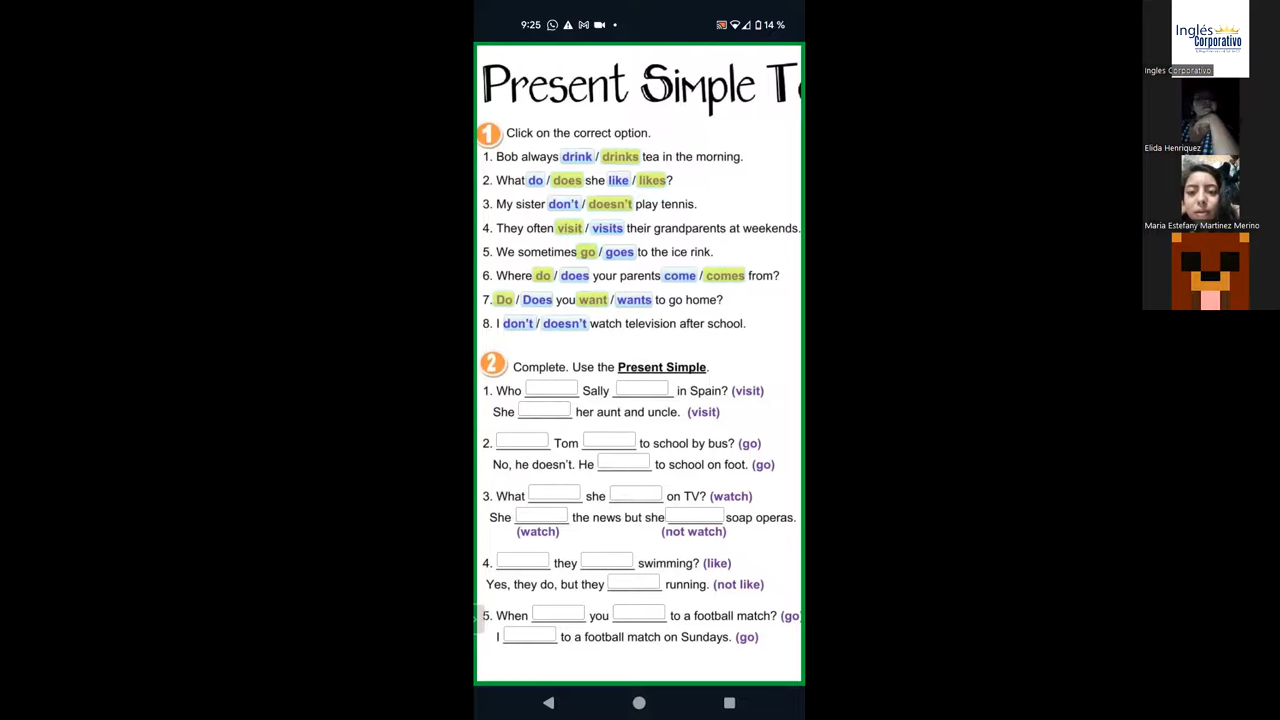 9:25 14 %
Present Simple T
1 Click on the correct option.
1. Bob always drink / drinks tea in the morning.
2. What do / does she like / likes?
3. My sister don't / doesn't play tennis.
4. They often visit / visits their grandparents at weekends.
5. We sometimes go / goes to the ice rink.
6. Where do / does your parents come / comes from?
7. Do / Does you want / wants to go home?
8. I don't / doesn't watch television after school.
2 Complete. Use the Present Simple.
1. Who Sally in Spain? (visit)
She her aunt and uncle. (visit)
2. Tom to school by bus? (go)
No, he doesn't. He to school on foot. (go)
3. What she on TV? (watch)
She the news but she soap operas.
(watch) (not watch)
4. they swimming? (like)
Yes, they do, but they running. (not like)
5. When you to a football match? (go)
I to a football match on Sundays. (go)
Inglés
Corporativo
Ingles Corporativo.
Elida Henriquez
Maria Estefany Martinez Merino